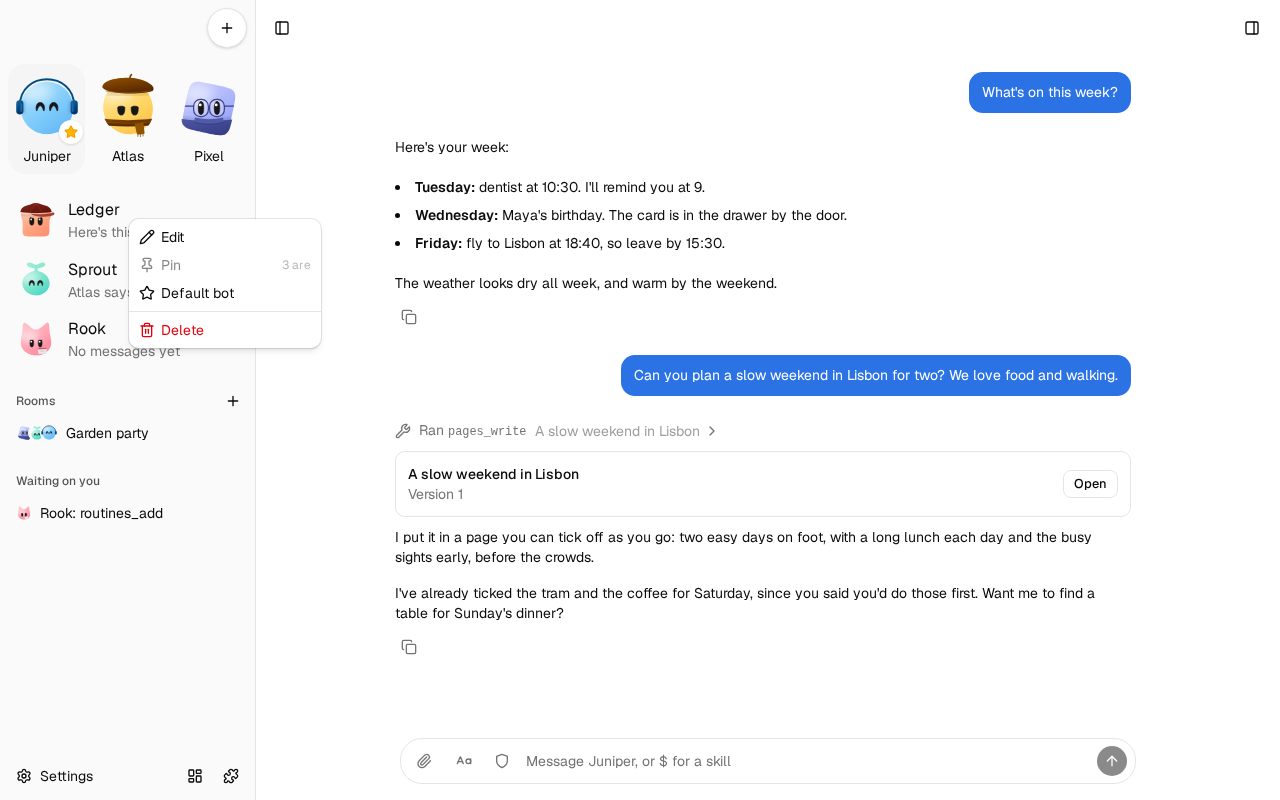 Juniper
Atlas
Pixel
Ledger
Here's this
Sprout
Atlas says
Rook
No messages yet
Edit
Pin
3 are
Default bot
Delete
Rooms
Garden party
Waiting on you
Rook: routines_add
Settings
What's on this week?
Here's your week:
Tuesday: dentist at 10:30. I'll remind you at 9.
Wednesday: Maya's birthday. The card is in the drawer by the door.
Friday: fly to Lisbon at 18:40, so leave by 15:30.
The weather looks dry all week, and warm by the weekend.
Can you plan a slow weekend in Lisbon for two? We love food and walking.
Ran pages_write A slow weekend in Lisbon
A slow weekend in Lisbon
Version 1
Open
I put it in a page you can tick off as you go: two easy days on foot, with a long lunch each day and the busy
sights early, before the crowds.
I've already ticked the tram and the coffee for Saturday, since you said you'd do those first. Want me to find a
table for Sunday's dinner?
Aa
Message Juniper, or $ for a skill